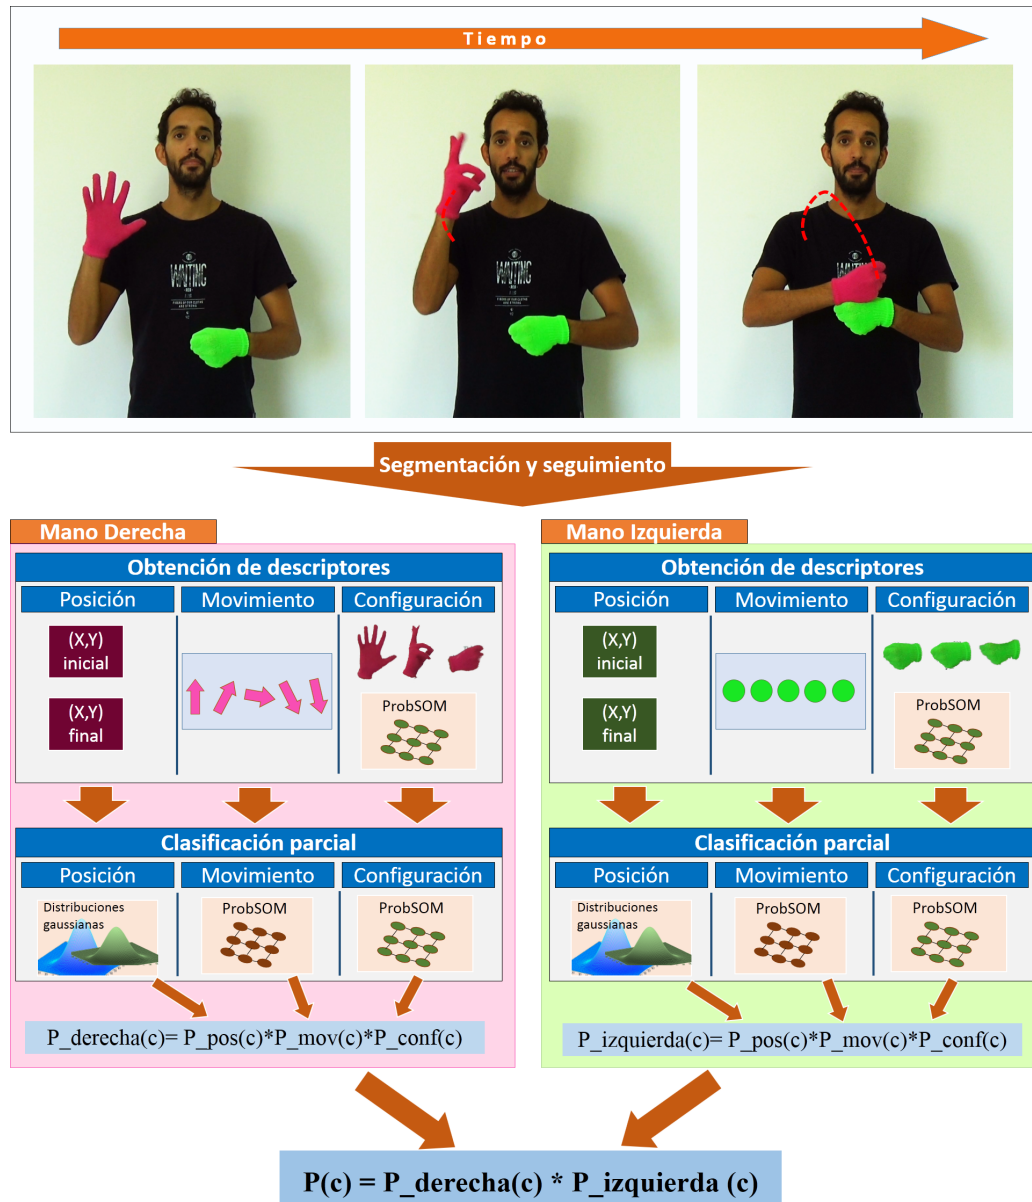 Tiempo
WAITING
WAITING
Segmentación y seguimiento
Mano Derecha
Obtención de descriptores
Posición Movimiento Configuración
(X,Y)
inicial
(X,Y)
final
ProbSOM
Clasificación parcial
Posición Movimiento Configuración
Distribuciones
gaussianas
ProbSOM
ProbSOM
P_derecha(c)= P_pos(c)*P_mov(c)*P_conf(c)
Mano Izquierda
Obtención de descriptores
Posición Movimiento Configuración
(X,Y)
inicial
(X,Y)
final
ProbSOM
Clasificación parcial
Posición Movimiento Configuración
Distribuciones
gaussianas
ProbSOM
ProbSOM
P_izquierda(c)= P_pos(c)*P_mov(c)*P_conf(c)
P(c) = P_derecha(c) * P_izquierda (c)